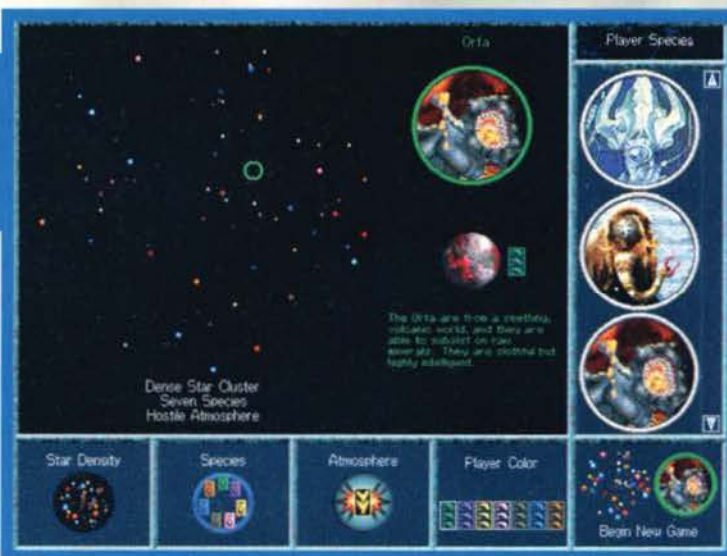 Orfa
Player Species
The Orfa are from a seething,
volcanic world, and they are
able to subsist on raw
minerals. They are slothful but
highly intelligent.
Dense Star Cluster
Seven Species
Hostile Atmosphere
Star Density
Species
Atmosphere
Player Color
Begin New Game